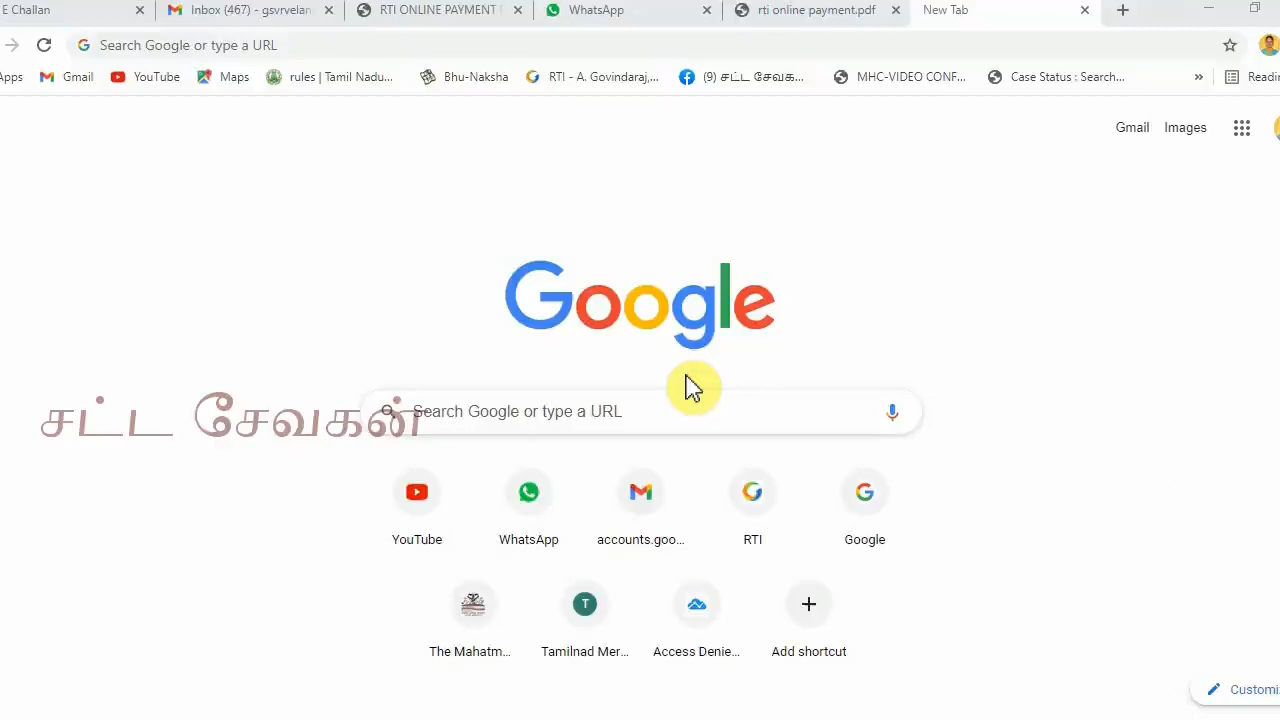 E Challan
Inbox (467) - gsvrvelan
RTI ONLINE PAYMENT
WhatsApp
rti online payment.pdf
New Tab
Search Google or type a URL
Apps
Gmail
YouTube
Maps
rules | Tamil Nadu...
Bhu-Naksha
RTI - A. Govindaraj,...
(9) சட்ட சேவக...
MHC-VIDEO CONF...
Case Status : Search...
»
Readin
Gmail
Images
Google
சட்ட சேவகன்
Search Google or type a URL
YouTube
WhatsApp
accounts.goo...
RTI
Google
T
The Mahatm...
Tamilnad Mer...
Access Denie...
Add shortcut
Customi